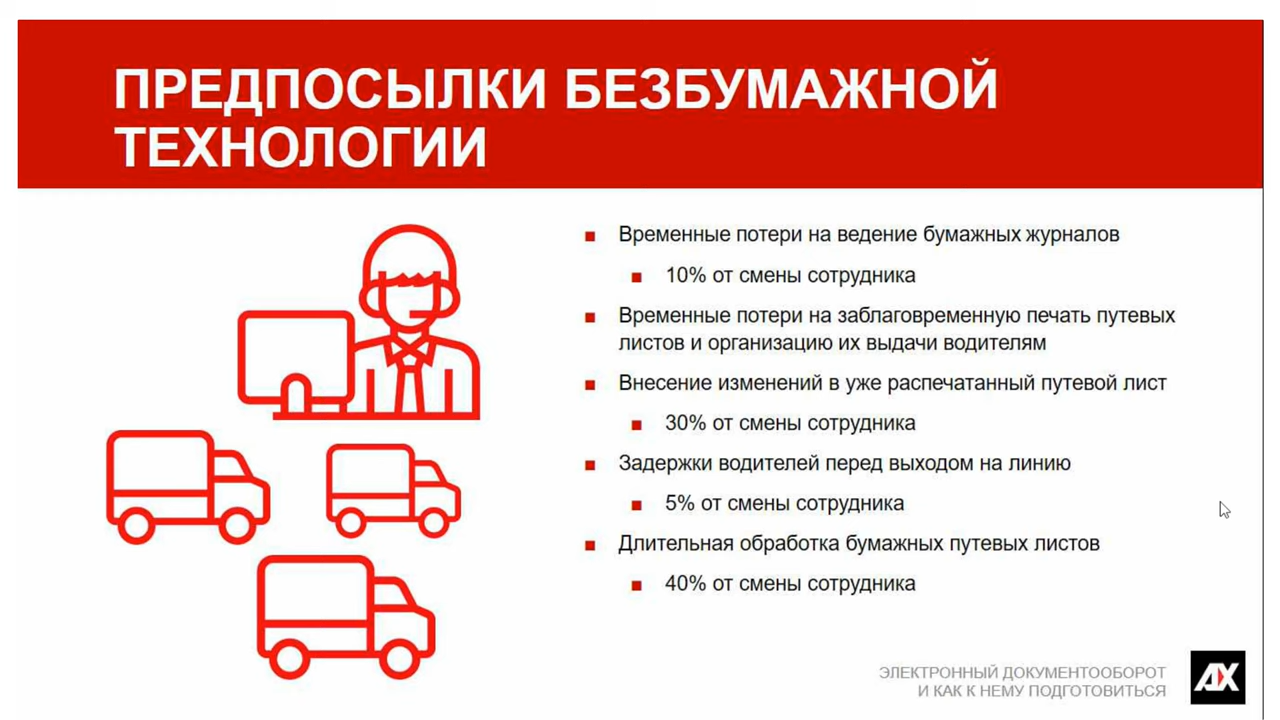 ПРЕДПОСЫЛКИ БЕЗБУМАЖНОЙ
ТЕХНОЛОГИИ
Временные потери на ведение бумажных журналов
10% от смены сотрудника
Временные потери на заблаговременную печать путевых
листов и организацию их выдачи водителям
Внесение изменений в уже распечатанный путевой лист
30% от смены сотрудника
Задержки водителей перед выходом на линию
5% от смены сотрудника
Длительная обработка бумажных путевых листов
40% от смены сотрудника
ЭЛЕКТРОННЫЙ ДОКУМЕНТООБОРОТ
И КАК К НЕМУ ПОДГОТОВИТЬСЯ
ДХ